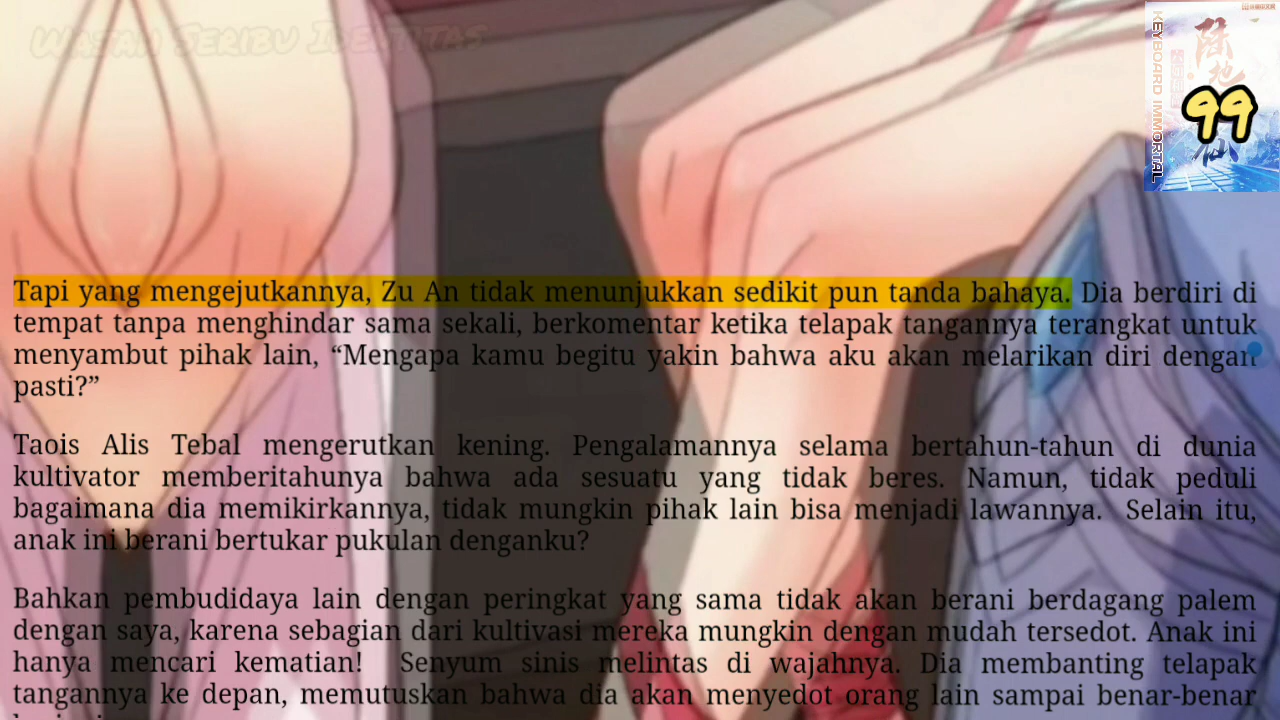 Wasan Seribu Identitas
KEYBOARD IMMORTAL
陆地
仙
99
Tapi yang mengejutkannya, Zu An tidak menunjukkan sedikit pun tanda bahaya. Dia berdiri di
tempat tanpa menghindar sama sekali, berkomentar ketika telapak tangannya terangkat untuk
menyambut pihak lain, “Mengapa kamu begitu yakin bahwa aku akan melarikan diri dengan
pasti?”
Taois Alis Tebal mengerutkan kening. Pengalamannya selama bertahun-tahun di dunia
kultivator memberitahunya bahwa ada sesuatu yang tidak beres. Namun, tidak peduli
bagaimana dia memikirkannya, tidak mungkin pihak lain bisa menjadi lawannya. Selain itu,
anak ini berani bertukar pukulan denganku?
Bahkan pembudidaya lain dengan peringkat yang sama tidak akan berani berdagang palem
dengan saya, karena sebagian dari kultivasi mereka mungkin dengan mudah tersedot. Anak ini
hanya mencari kematian! Senyum sinis melintas di wajahnya. Dia membanting telapak
tangannya ke depan, memutuskan bahwa dia akan menyedot orang lain sampai benar-benar